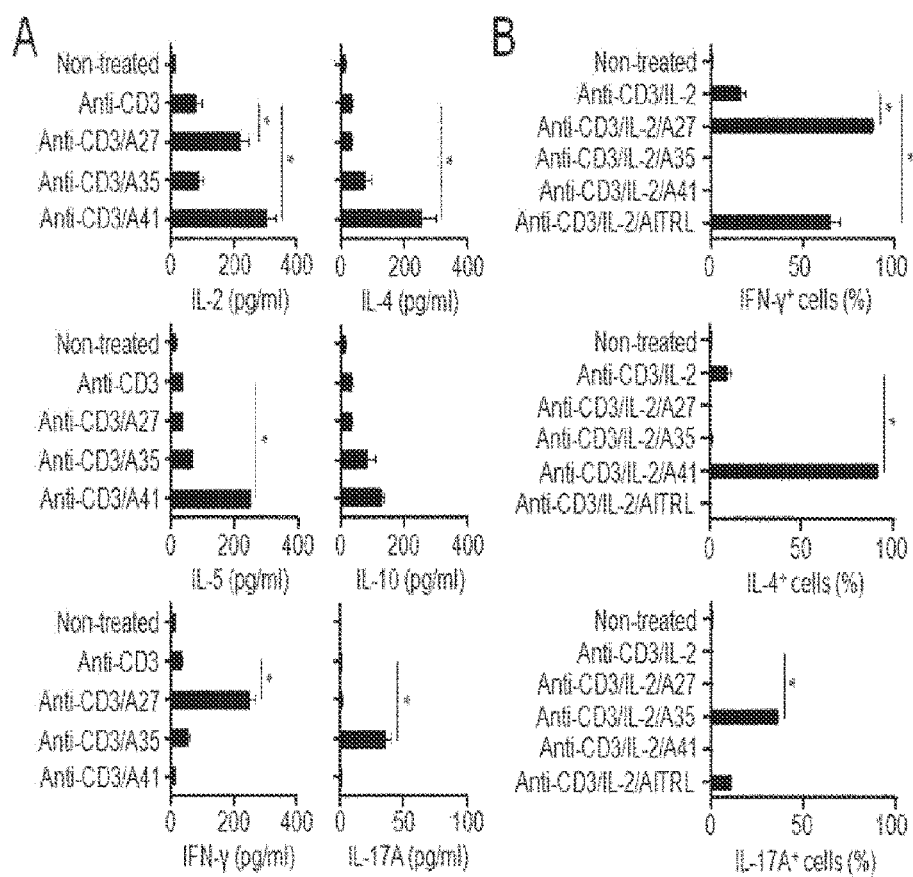 A
Non-treated
Anti-CD3
Anti-CD3/A27
Anti-CD3/A35
Anti-CD3/A41
0 200 400
IL-2 (pg/ml)
*
*
0 200 400
IL-4 (pg/ml)
*
Non-treated
Anti-CD3
Anti-CD3/A27
Anti-CD3/A35
Anti-CD3/A41
0 200 400
IL-5 (pg/ml)
*
0 200 400
IL-10 (pg/ml)
Non-treated
Anti-CD3
Anti-CD3/A27
Anti-CD3/A35
Anti-CD3/A41
0 200 400
IFN-γ (pg/ml)
*
0 50 100
IL-17A (pg/ml)
*
B
Non-treated
Anti-CD3/IL-2
Anti-CD3/IL-2/A27
Anti-CD3/IL-2/A35
Anti-CD3/IL-2/A41
Anti-CD3/IL-2/AITRL
0 50 100
IFN-γ⁺ cells (%)
*
*
Non-treated
Anti-CD3/IL-2
Anti-CD3/IL-2/A27
Anti-CD3/IL-2/A35
Anti-CD3/IL-2/A41
Anti-CD3/IL-2/AITRL
0 50 100
IL-4⁺ cells (%)
*
Non-treated
Anti-CD3/IL-2
Anti-CD3/IL-2/A27
Anti-CD3/IL-2/A35
Anti-CD3/IL-2/A41
Anti-CD3/IL-2/AITRL
0 50 100
IL-17A⁺ cells (%)
*